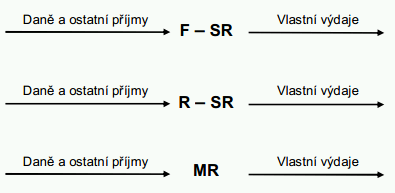 Daně a ostatní příjmy F – SR Vlastní výdaje
Daně a ostatní příjmy R – SR Vlastní výdaje
Daně a ostatní příjmy MR Vlastní výdaje